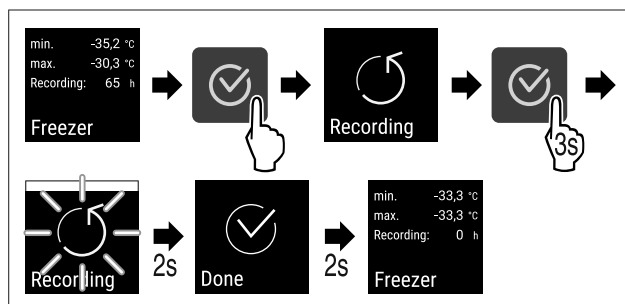 min. -35,2 °C
max. -30,3 °C
Recording: 65 h
Freezer
Recording
3s
Recording
2s
Done
2s
min. -33,3 °C
max. -33,3 °C
Recording: 0 h
Freezer